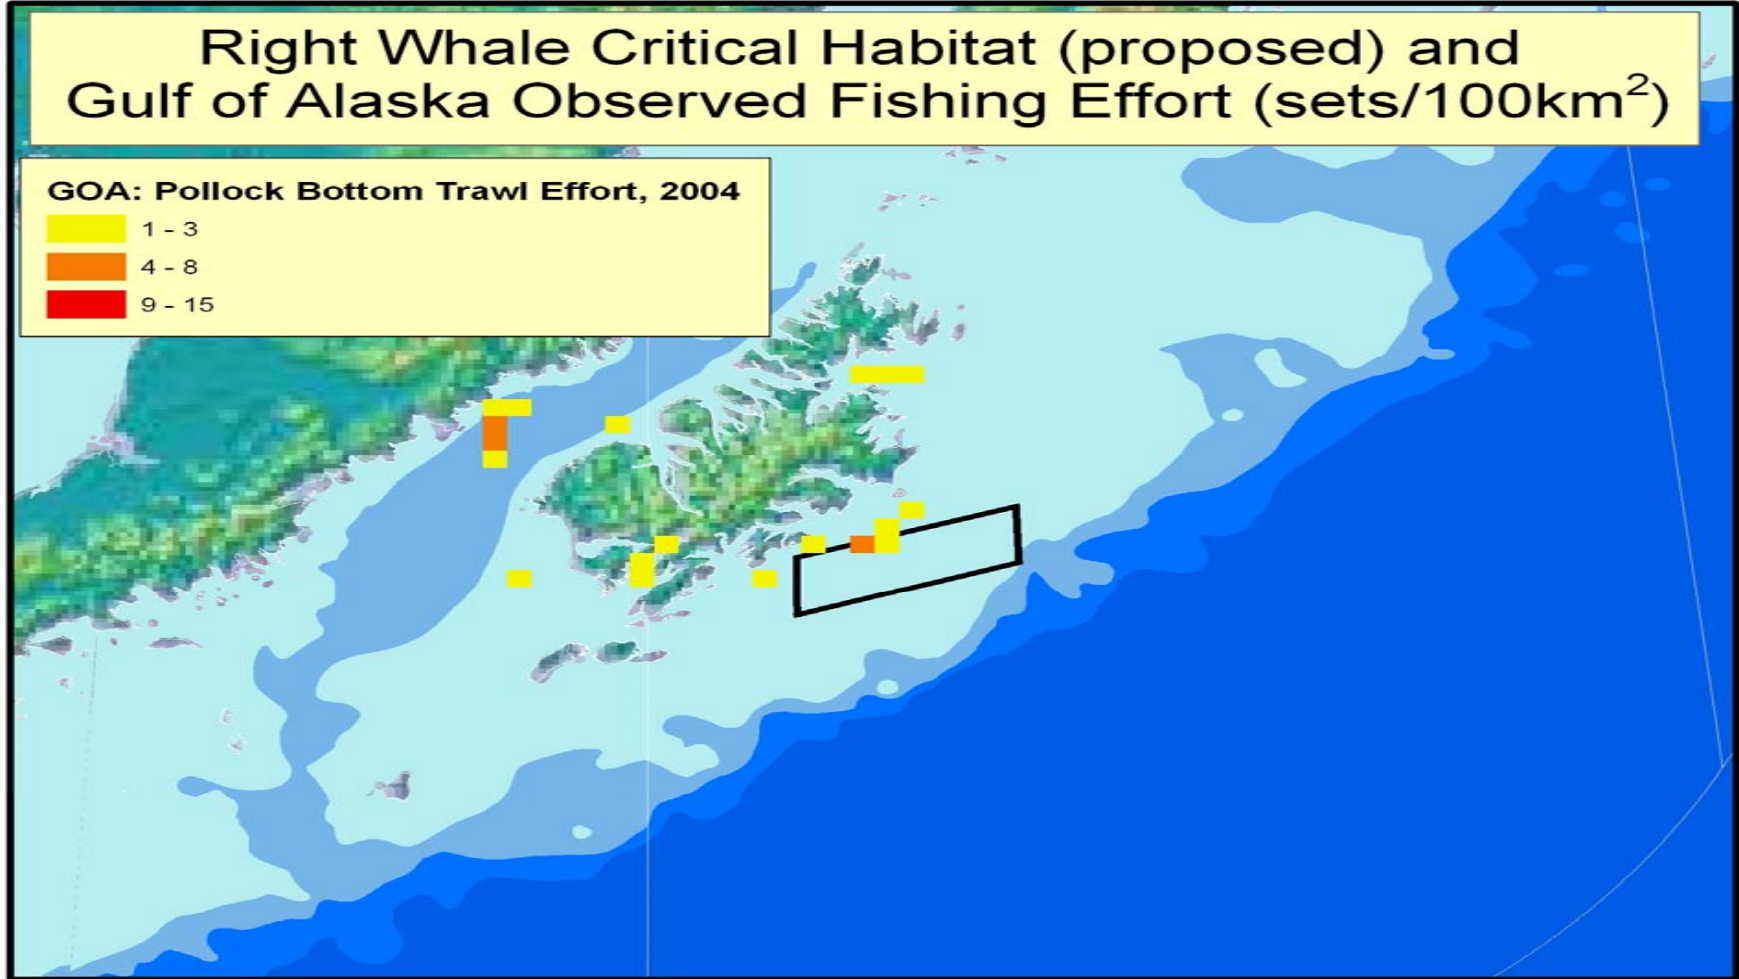 Right Whale Critical Habitat (proposed) and
Gulf of Alaska Observed Fishing Effort (sets/100km²)
GOA: Pollock Bottom Trawl Effort, 2004
1 - 3
4 - 8
9 - 15